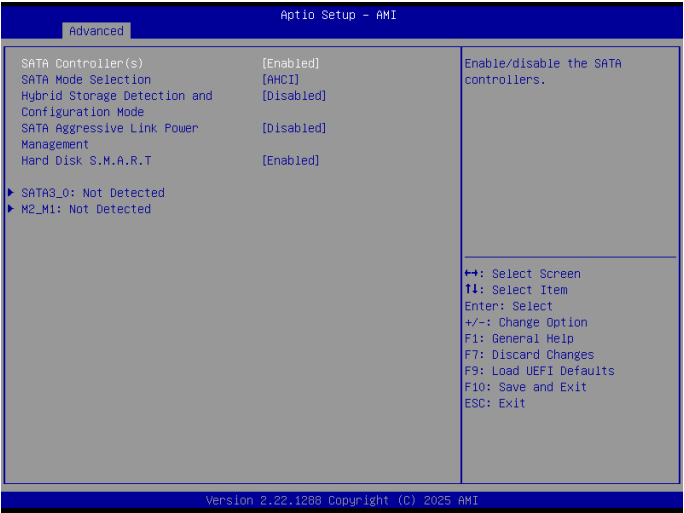 Aptio Setup – AMI
Advanced
SATA Controller(s) [Enabled]
SATA Mode Selection [AHCI]
Hybrid Storage Detection and [Disabled]
Configuration Mode
SATA Aggressive Link Power [Disabled]
Management
Hard Disk S.M.A.R.T [Enabled]
▶ SATA3_0: Not Detected
▶ M2_M1: Not Detected
Enable/disable the SATA
controllers.
↔: Select Screen
↑↓: Select Item
Enter: Select
+/-: Change Option
F1: General Help
F7: Discard Changes
F9: Load UEFI Defaults
F10: Save and Exit
ESC: Exit
Version 2.22.1288 Copyright (C) 2025 AMI